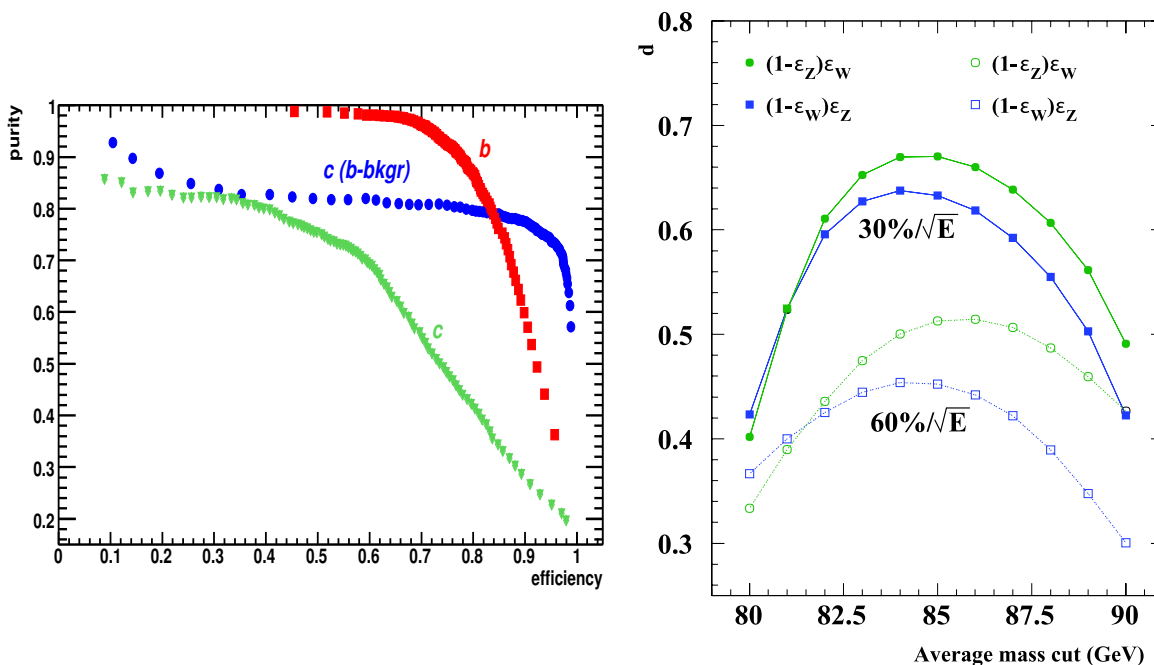 purity
1
0.9
0.8
0.7
0.6
0.5
0.4
0.3
0.2
0 0.1 0.2 0.3 0.4 0.5 0.6 0.7 0.8 0.9 1
efficiency
b
c (b-bkgr)
c
d
0.8
0.7
0.6
0.5
0.4
0.3
(1-ε_Z)ε_W (1-ε_Z)ε_W
(1-ε_W)ε_Z (1-ε_W)ε_Z
30%/√E
60%/√E
80 82.5 85 87.5 90
Average mass cut (GeV)